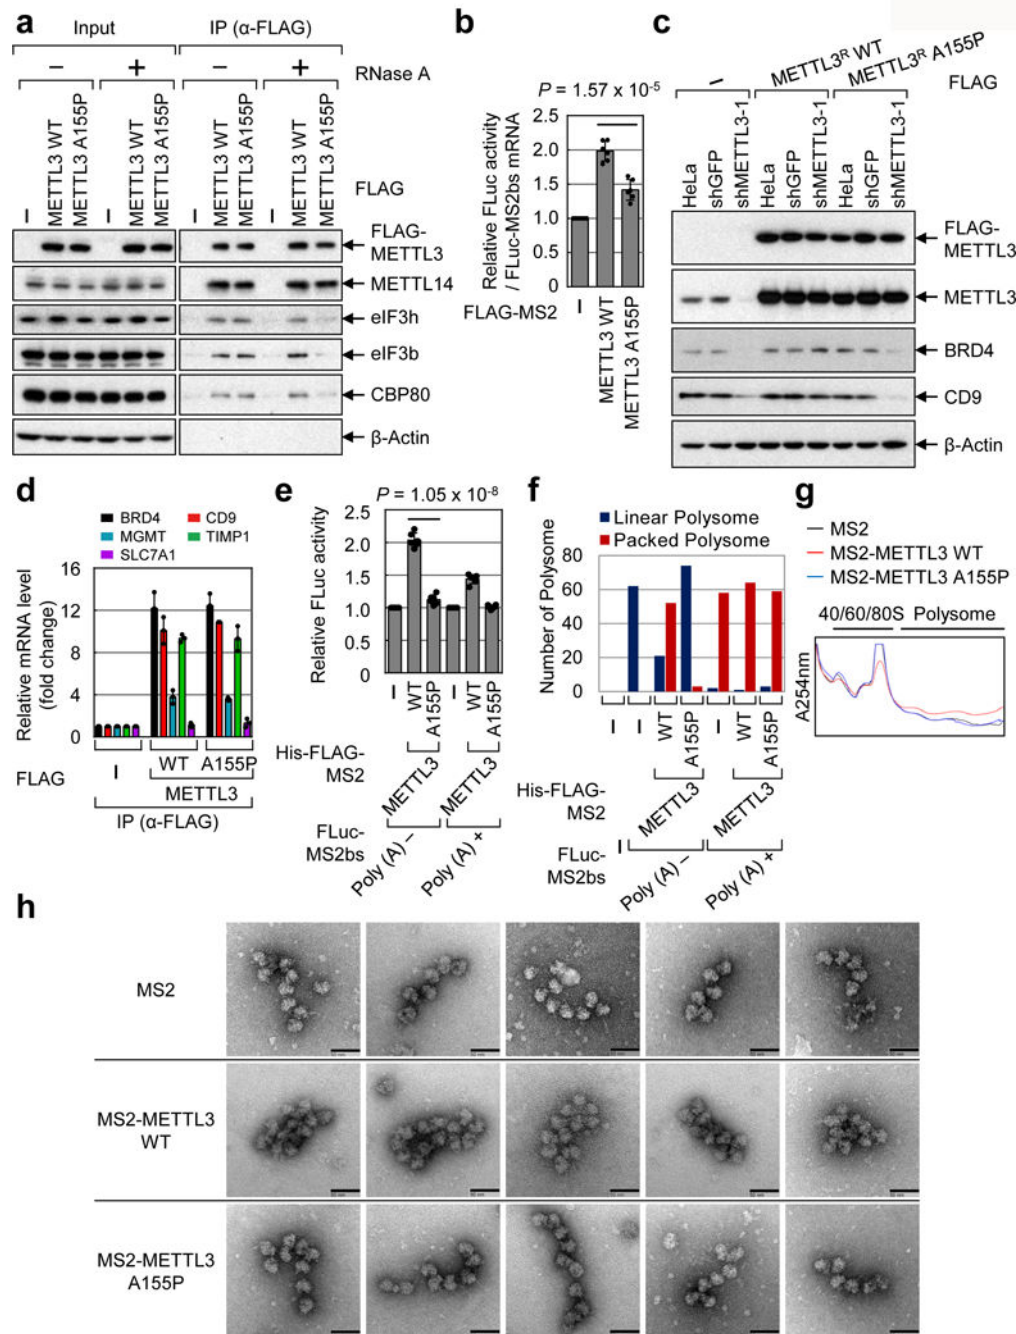 a
Input
IP (α-FLAG)
– + – +
RNase A
– METTL3 WT METTL3 A155P – METTL3 WT METTL3 A155P – METTL3 WT METTL3 A155P – METTL3 WT METTL3 A155P
FLAG
FLAG-
METTL3
METTL14
eIF3h
eIF3b
CBP80
β-Actin
b
P = 1.57 x 10-5
Relative FLuc activity
/ FLuc-MS2bs mRNA
2.5
2.0
1.5
1.0
0.5
FLAG-MS2
– METTL3 WT METTL3 A155P
c
– METTL3R WT METTL3R A155P
FLAG
HeLa shGFP shMETTL3-1 HeLa shGFP shMETTL3-1 HeLa shGFP shMETTL3-1
FLAG-
METTL3
METTL3
BRD4
CD9
β-Actin
d
BRD4 CD9
MGMT TIMP1
SLC7A1
Relative mRNA level
(fold change)
16
12
8
4
0
FLAG
– WT A155P
METTL3
IP (α-FLAG)
e
P = 1.05 x 10-8
Relative FLuc activity
2.5
2.0
1.5
1.0
0.5
0
– WT A155P – WT A155P
His-FLAG-
MS2
METTL3 METTL3
FLuc-
MS2bs
Poly (A) – Poly (A) +
f
Linear Polysome
Packed Polysome
Number of Polysome
80
60
40
20
0
– – WT A155P – WT A155P
His-FLAG-
MS2
METTL3 METTL3
FLuc-
MS2bs
– Poly (A) – Poly (A) +
g
MS2
MS2-METTL3 WT
MS2-METTL3 A155P
40/60/80S Polysome
A254nm
h
MS2
MS2-METTL3
WT
MS2-METTL3
A155P